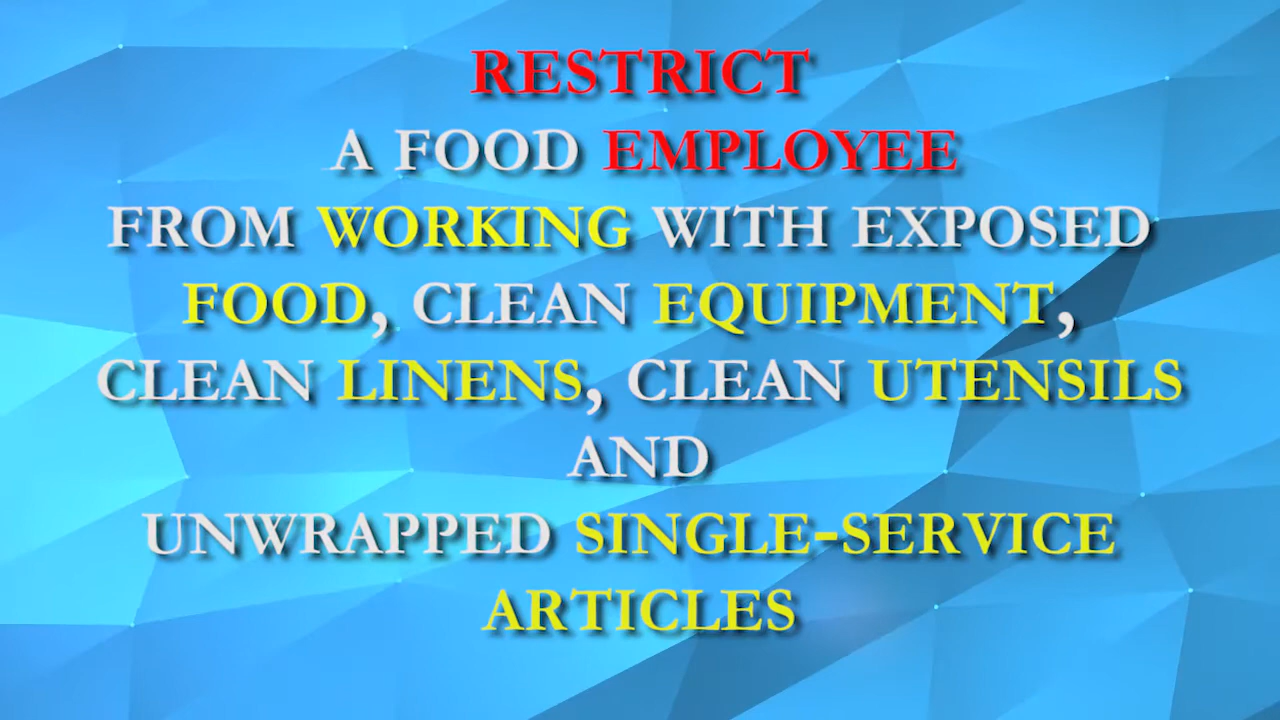 RESTRICT
A FOOD EMPLOYEE
FROM WORKING WITH EXPOSED
FOOD, CLEAN EQUIPMENT,
CLEAN LINENS, CLEAN UTENSILS
AND
UNWRAPPED SINGLE-SERVICE
ARTICLES